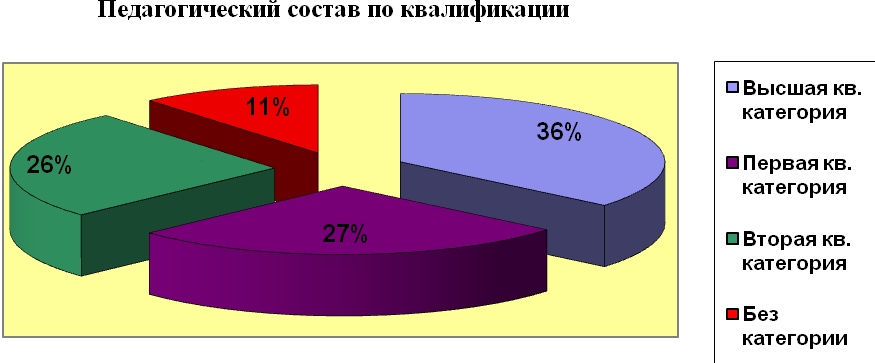 Педагогический состав по квалификации
11%
36%
26%
27%
Высшая кв.
категория
Первая кв.
категория
Вторая кв.
категория
Без
категории